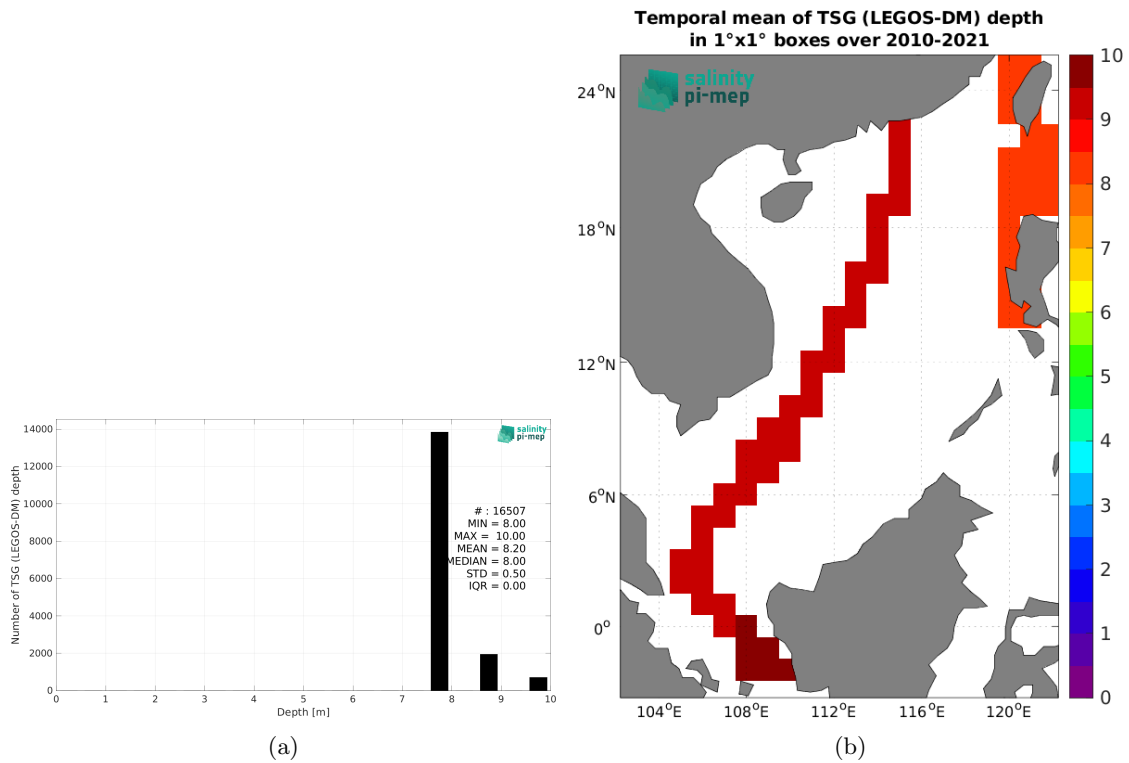 Temporal mean of TSG (LEGOS-DM) depth
in 1°x1° boxes over 2010-2021
salinity
pi-mep
24°N
18°N
12°N
6°N
0°
104°E
108°E
112°E
116°E
120°E
10
9
8
7
6
5
4
3
2
1
0
Number of TSG (LEGOS-DM) depth
14000
12000
10000
8000
6000
4000
2000
0
salinity
pi-mep
# : 16507
MIN = 8.00
MAX = 10.00
MEAN = 8.20
MEDIAN = 8.00
STD = 0.50
IQR = 0.00
0 1 2 3 4 5 6 7 8 9 10
Depth [m]
(a)
(b)